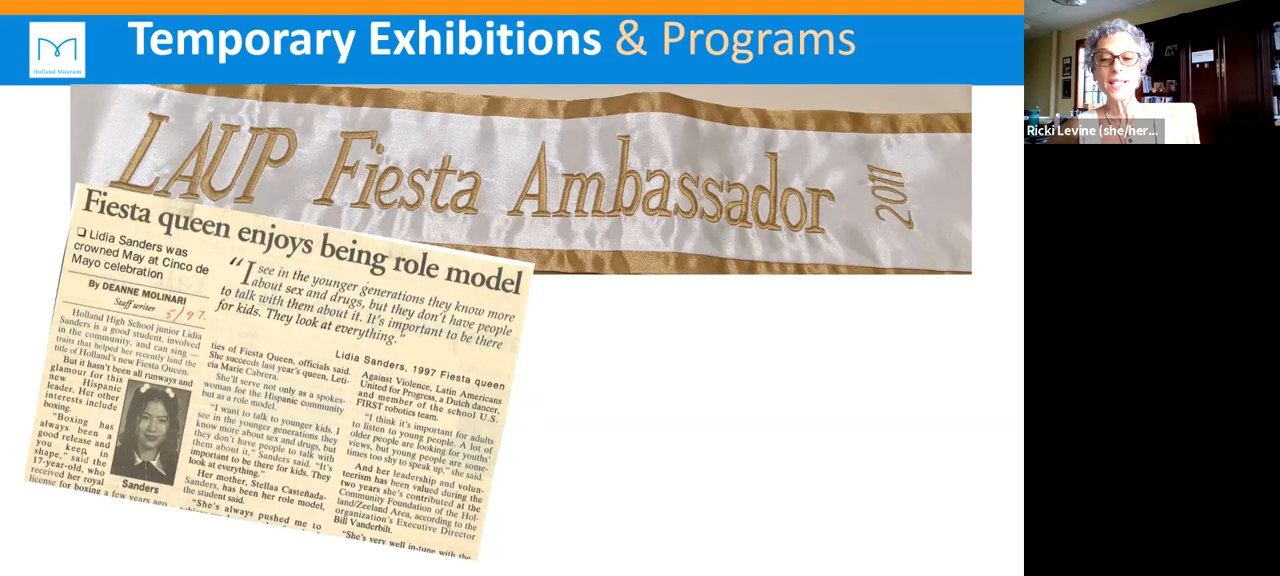 Temporary Exhibitions & Programs
Holland Museum
Ricki Levine (she/her...
LAUP Fiesta Ambassador 2011
Fiesta queen enjoys being role model
❑ Lidia Sanders was
crowned May at Cinco de
Mayo celebration
By DEANNE MOLINARI
Staff writer
5/97.
Holland High School junior Lidia
Sanders is a good student, involved
in the community, and can sing —
traits that helped her recently land the
title of Holland's new Fiesta Queen.
But it hasn't been all runways and
glamour for this
new Hispanic
leader. Her other
interests include
boxing.
"Boxing has
always been a
good release and
you keep in
shape," said the
17-year-old, who
received her royal
license for boxing a few years ago
Sanders
"I see in the younger generations they know more
about sex and drugs, but they don't have people
to talk with them about it. It's important to be there
for kids. They look at everything."
Lidia Sanders, 1997 Fiesta queen
ties of Fiesta Queen, officials said.
She succeeds last year's queen, Leti-
cia Marie Cabrera.
She'll serve not only as a spokes-
woman for the Hispanic community
but as a role model.
"I want to talk to younger kids. I
see in the younger generations they
know more about sex and drugs, but
they don't have people to talk with
them about it," Sanders said. "It's
important to be there for kids. They
look at everything."
Her mother, Stellaa Casteñada-
Sanders, has been her role model,
the student said.
"She's always pushed me to
Against Violence, Latin Americans
United for Progress, a Dutch dancer,
and member of the school U.S.
FIRST robotics team.
"I think it's important for adults
to listen to young people. A lot of
older people are looking for youths'
views, but young people are some-
times too shy to speak up," she said.
And her leadership and volun-
teerism has been valued during the
two years she's contributed at the
Community Foundation of the Hol-
land/Zeeland Area, according to the
organization's Executive Director
Bill Vanderbilt.
"She's very well in-tune with the